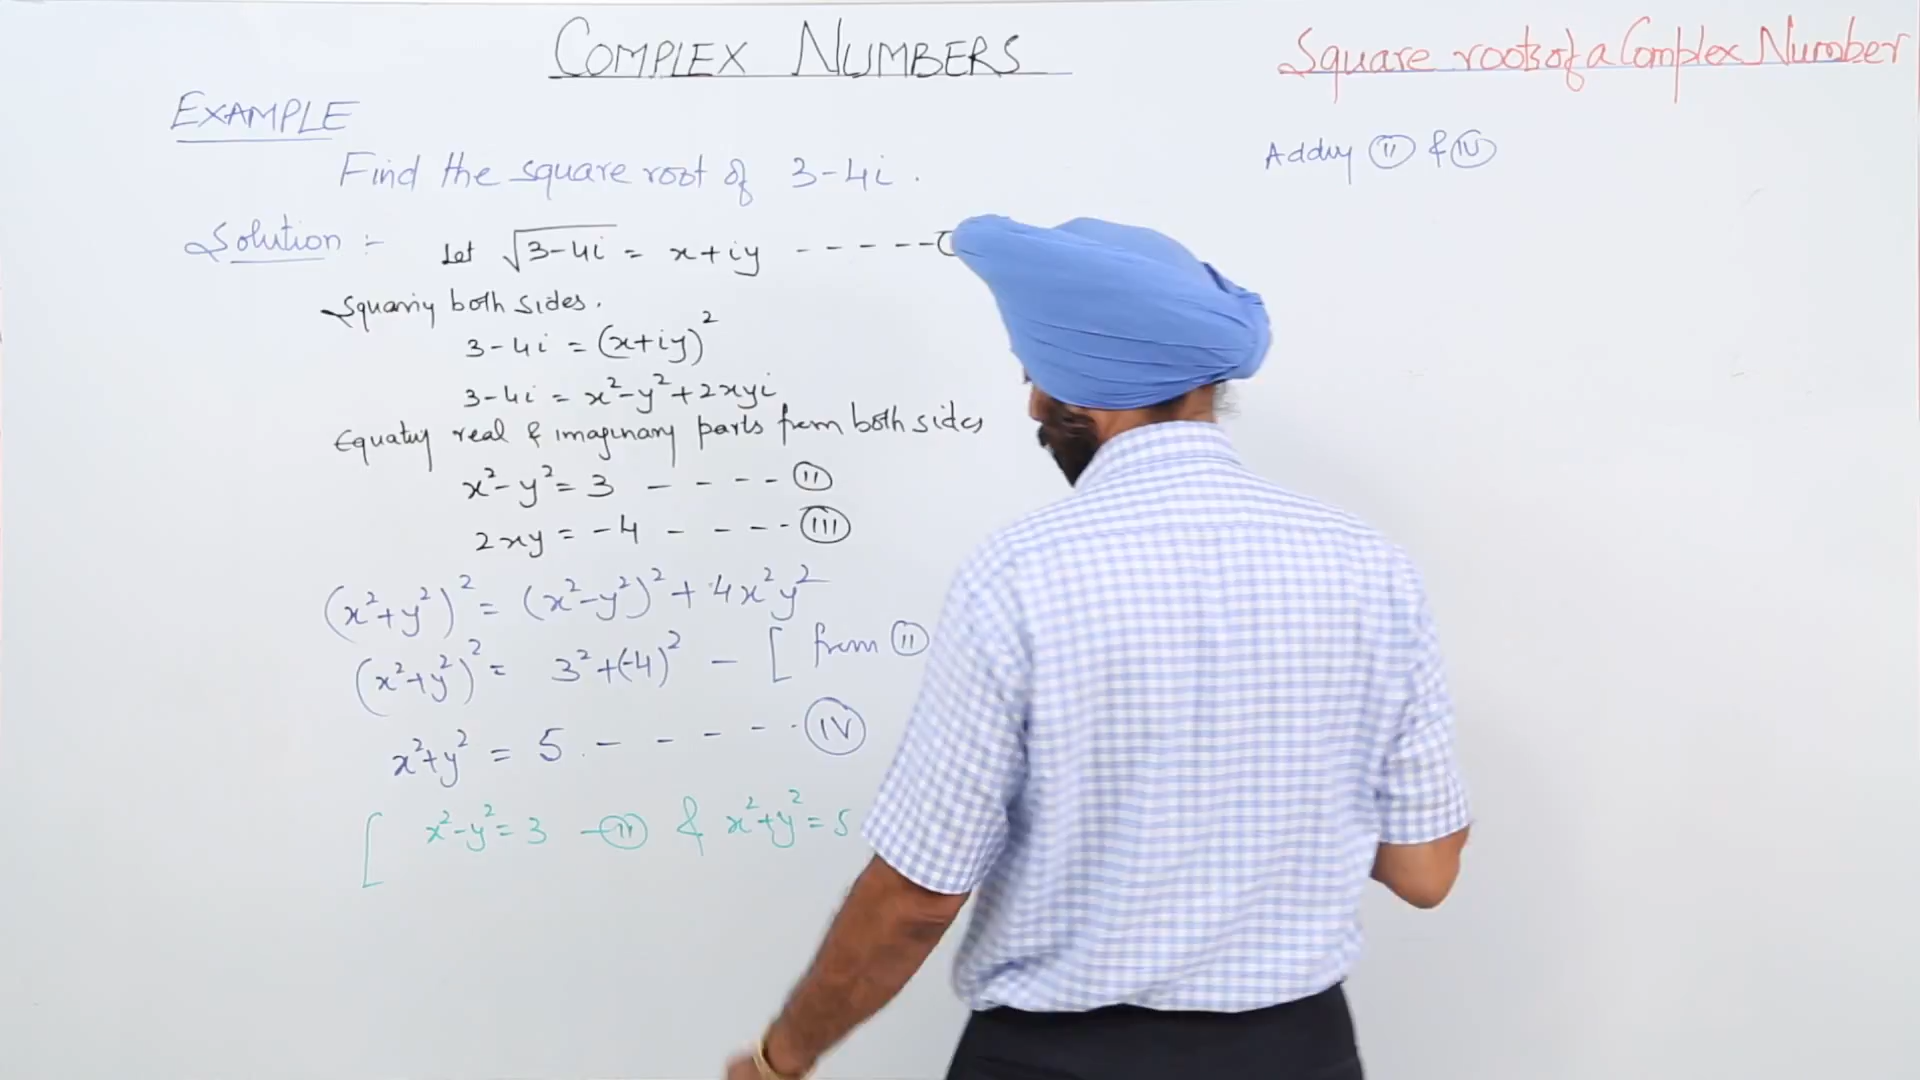 COMPLEX NUMBERS
Square roots of a Complex Number
EXAMPLE
Find the square root of 3-4i.
Solution :- Let √3-4i = x+iy -----
Squaring both sides.
3-4i = (x+iy)²
3-4i = x²-y²+2xyi
Equating real & imaginary parts from both sides
x²-y²= 3 ---- (II)
2xy = -4 ---- (III)
(x²+y²)² = (x²-y²)² + 4x²y²
(x²+y²)² = 3²+(-4)² - [ from (II)
x²+y² = 5 ----- (IV)
[ x²-y²= 3 -(II) & x²+y²= 5
Adding (II) & (IV)